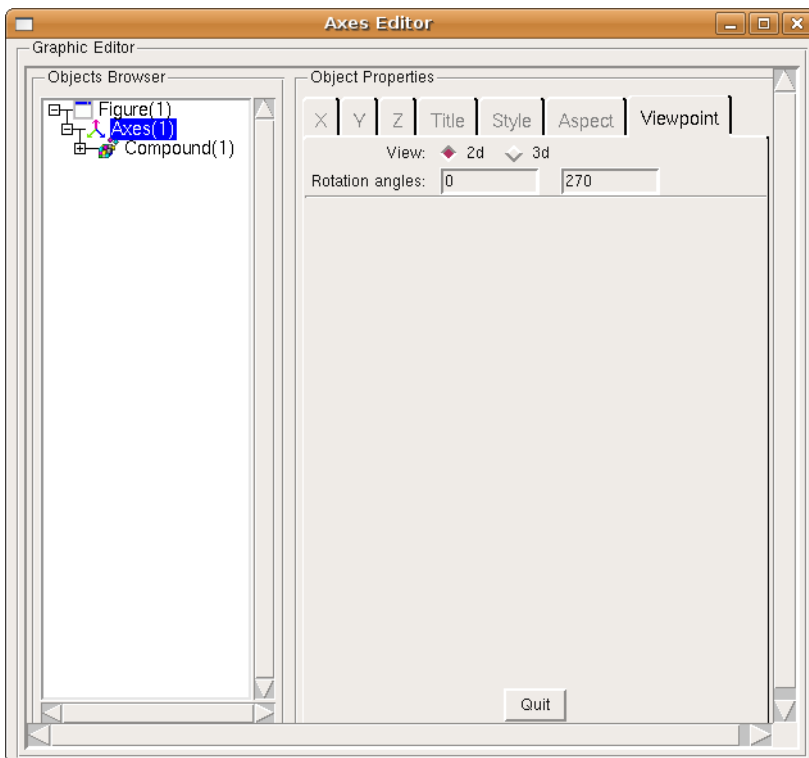 Axes Editor
Graphic Editor
Objects Browser
Figure(1)
Axes(1)
Compound(1)
Object Properties
X Y Z Title Style Aspect Viewpoint
View: 2d 3d
Rotation angles: 0 270
Quit